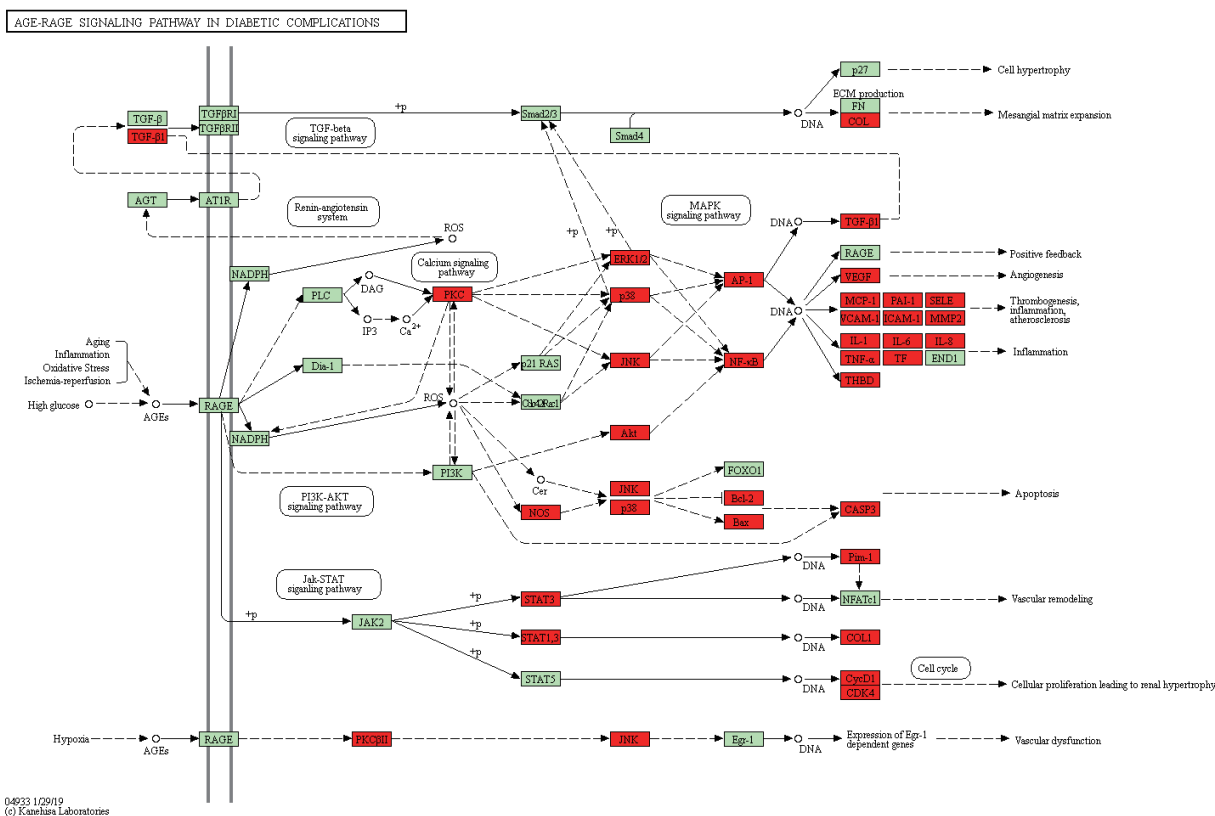 AGE-RAGE SIGNALING PATHWAY IN DIABETIC COMPLICATIONS
p27
Cell hypertrophy
ECM production
FN
COL
DNA
Mesangial matrix expansion
TGF-β
TGF-β1
TGFβRI
TGFβRII
+p
TGF-beta
signaling pathway
Smad2/3
Smad4
AGT
AT1R
Renin-angiotensin
system
MAPK
signaling pathway
ROS
+p
+p
DNA
TGF-β1
NADPH
Calcium signaling
pathway
ERK1/2
RAGE
Positive feedback
PLC
DAG
IP3
Ca2+
PKC
p38
AP-1
VEGF
Angiogenesis
DNA
MCP-1
PAI-1
SELE
VCAM-1
ICAM-1
MMP2
Thrombogenesis,
inflammation,
atherosclerosis
Aging
Inflammation
Oxidative Stress
Ischemia-reperfusion
Dia-1
p21 RAS
JNK
NF-κB
IL-1
IL-6
IL-8
TNF-α
TF
END1
Inflammation
THBD
High glucose
AGEs
RAGE
NADPH
ROS
Akt
PI3K
PI3K-AKT
signaling pathway
Cer
NOS
JNK
p38
FOXO1
Bcl-2
Bax
CASP3
Apoptosis
Jak-STAT
siganling pathway
+p
JAK2
+p
+p
+p
STAT3
STAT1,3
STAT5
DNA
Pim-1
DNA
NFATc1
Vascular remodeling
DNA
COL1
Cell cycle
DNA
CycD1
CDK4
Cellular proliferation leading to renal hypertrophy
Hypoxia
AGEs
RAGE
PKCβII
JNK
Egr-1
DNA
Expression of Egr-1
dependent genes
Vascular dysfunction
04933 1/29/19
(c) Kanehisa Laboratories